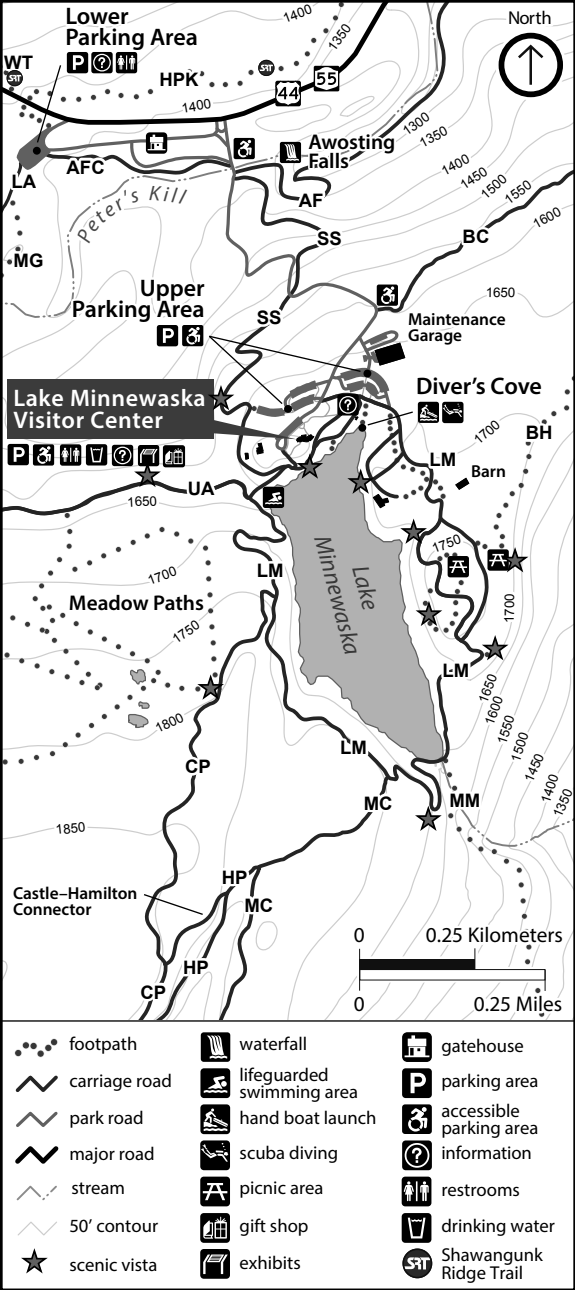 Lower
Parking Area
P ?
WT
SRT
HPK
SRT
1400
1350
1400
44
55
North
LA
AFC
Awosting
Falls
AF
Peter's Kill
MG
SS
BC
1300
1350
1400
1450
1500
1550
1600
1650
Upper
Parking Area
P
SS
Maintenance
Garage
Lake Minnewaska
Visitor Center
P ?
?
Diver's Cove
1700
BH
LM
Barn
UA
1650
1750
1700
LM
Lake
Minnewaska
Meadow Paths
1700
1750
1800
LM
1650
1600
1550
1500
1450
1400
1350
CP
LM
MC
MM
1850
HP
MC
Castle–Hamilton
Connector
HP
CP
0 0.25 Kilometers
0 0.25 Miles
footpath
carriage road
park road
major road
stream
50' contour
scenic vista
waterfall
lifeguarded
swimming area
hand boat launch
scuba diving
picnic area
gift shop
exhibits
gatehouse
P parking area
accessible
parking area
? information
restrooms
drinking water
SRT Shawangunk
Ridge Trail